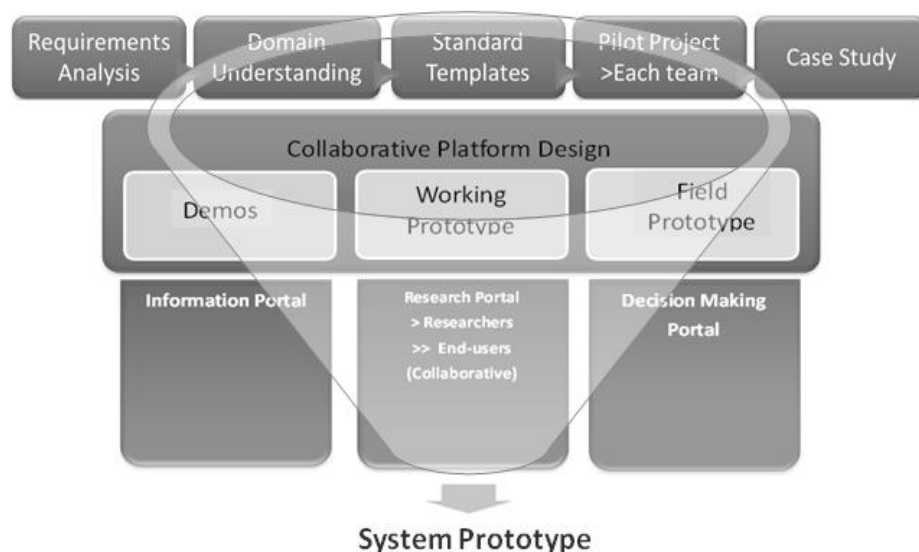 Requirements
Analysis
Domain
Understanding
Standard
Templates
Pilot Project
>Each team
Case Study
Collaborative Platform Design
Demos
Working
Prototype
Field
Prototype
Information Portal
Research Portal
> Researchers
>> End-users
(Collaborative)
Decision Making
Portal
System Prototype